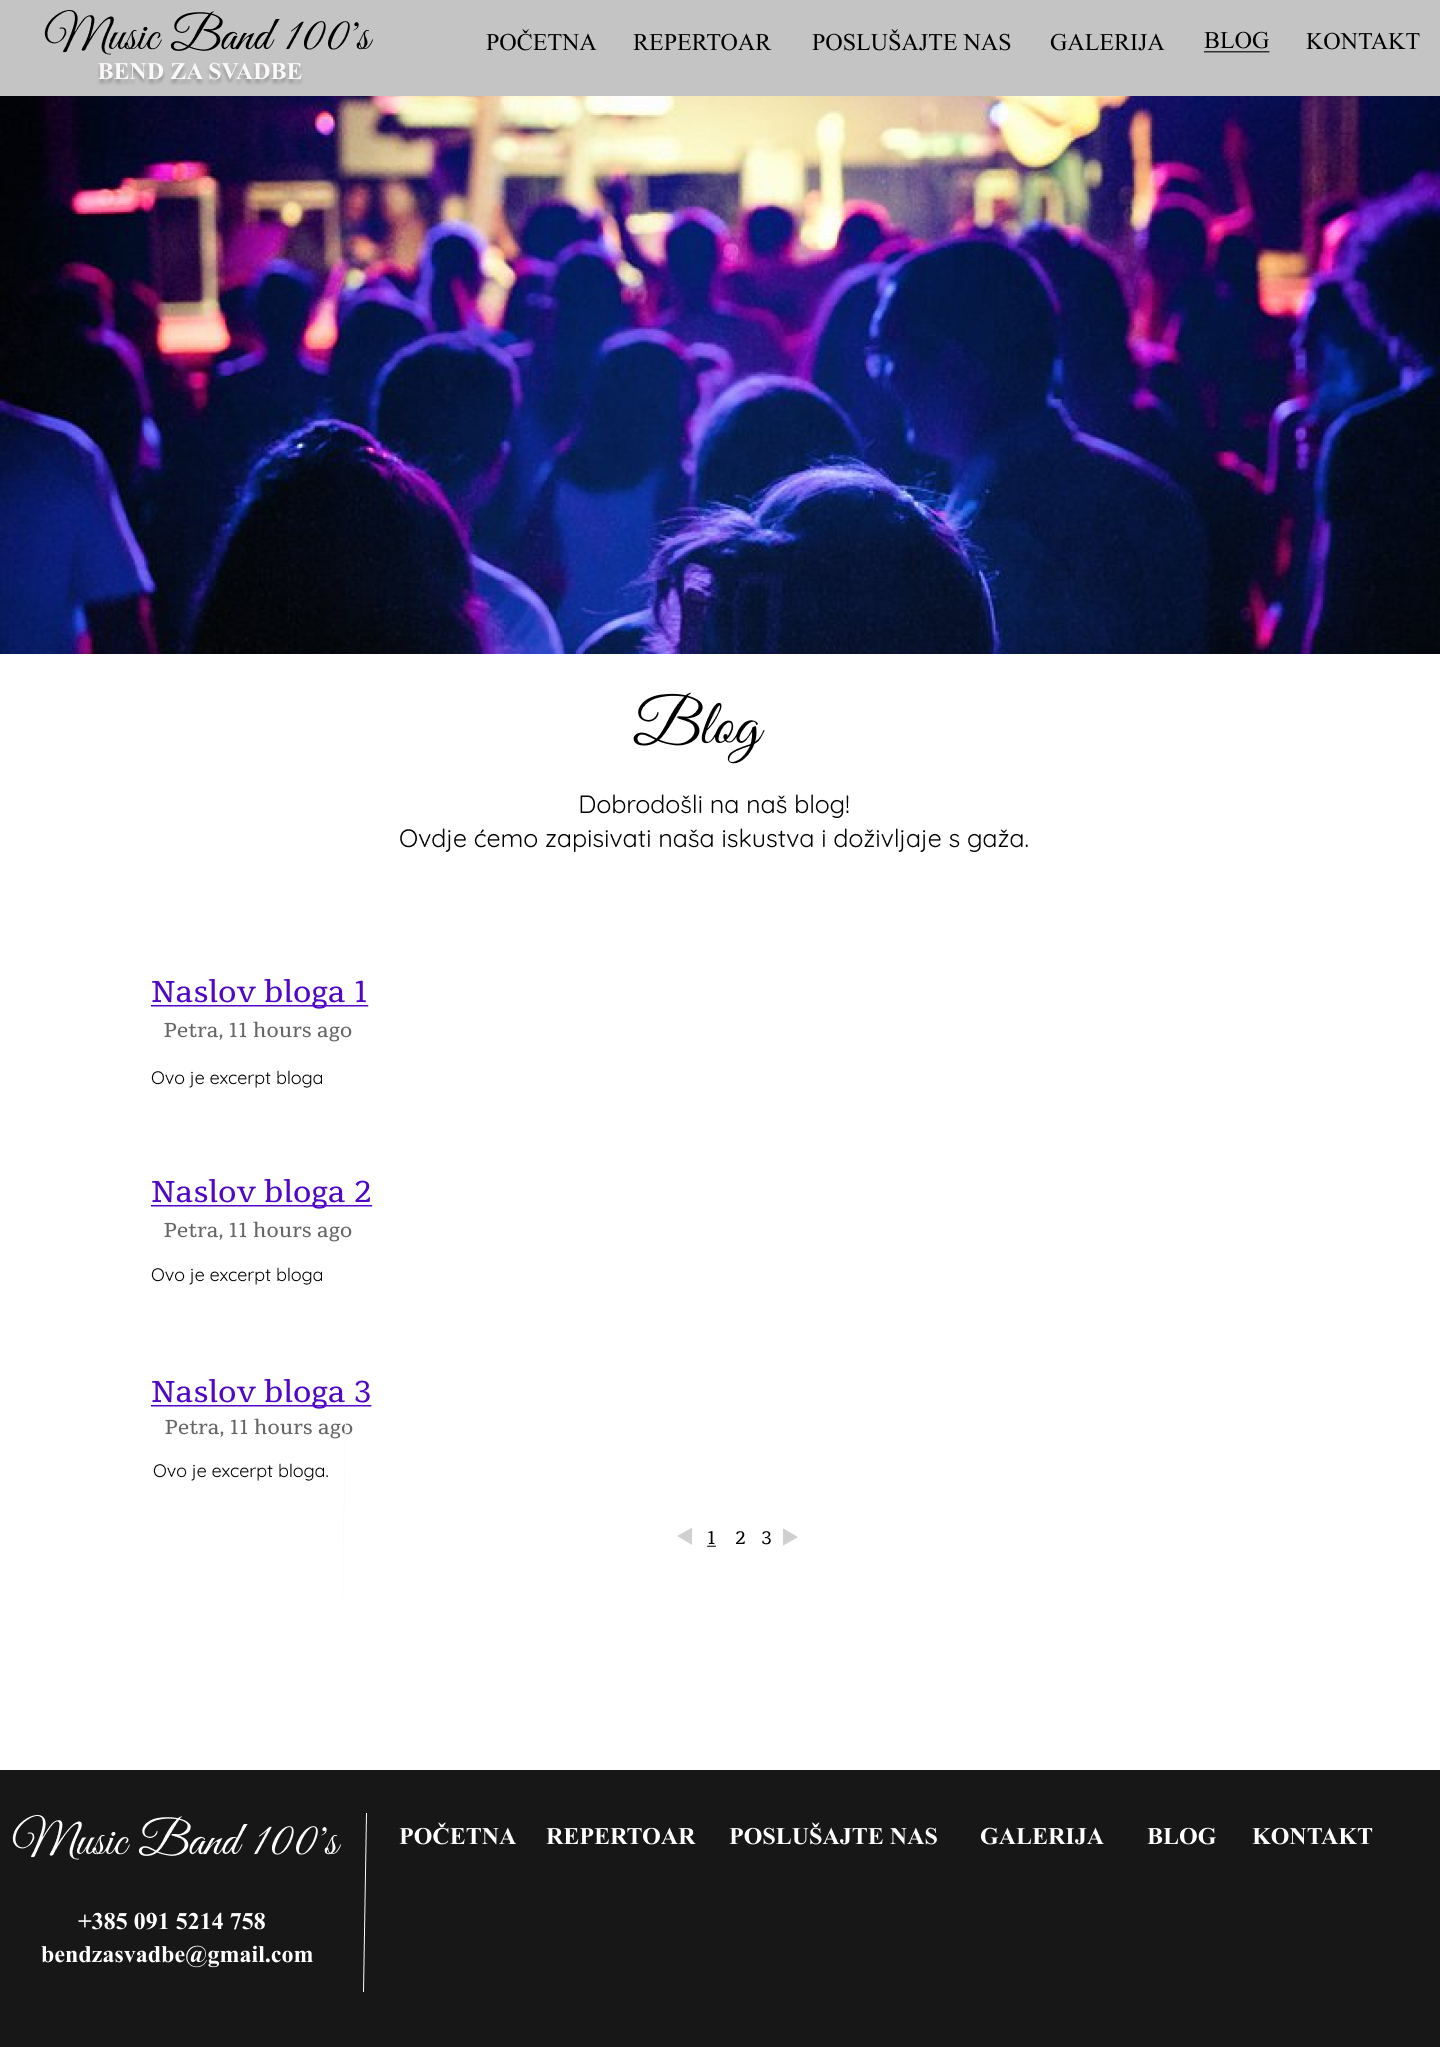 Music Band 100's
BEND ZA SVADBE
POČETNA REPERTOAR POSLUŠAJTE NAS GALERIJA BLOG KONTAKT
Blog
Dobrodošli na naš blog!
Ovdje ćemo zapisivati naša iskustva i doživljaje s gaža.
Naslov bloga 1
Petra, 11 hours ago
Ovo je excerpt bloga
Naslov bloga 2
Petra, 11 hours ago
Ovo je excerpt bloga
Naslov bloga 3
Petra, 11 hours ago
Ovo je excerpt bloga.
1 2 3
Music Band 100's
+385 091 5214 758
bendzasvadbe@gmail.com
POČETNA REPERTOAR POSLUŠAJTE NAS GALERIJA BLOG KONTAKT